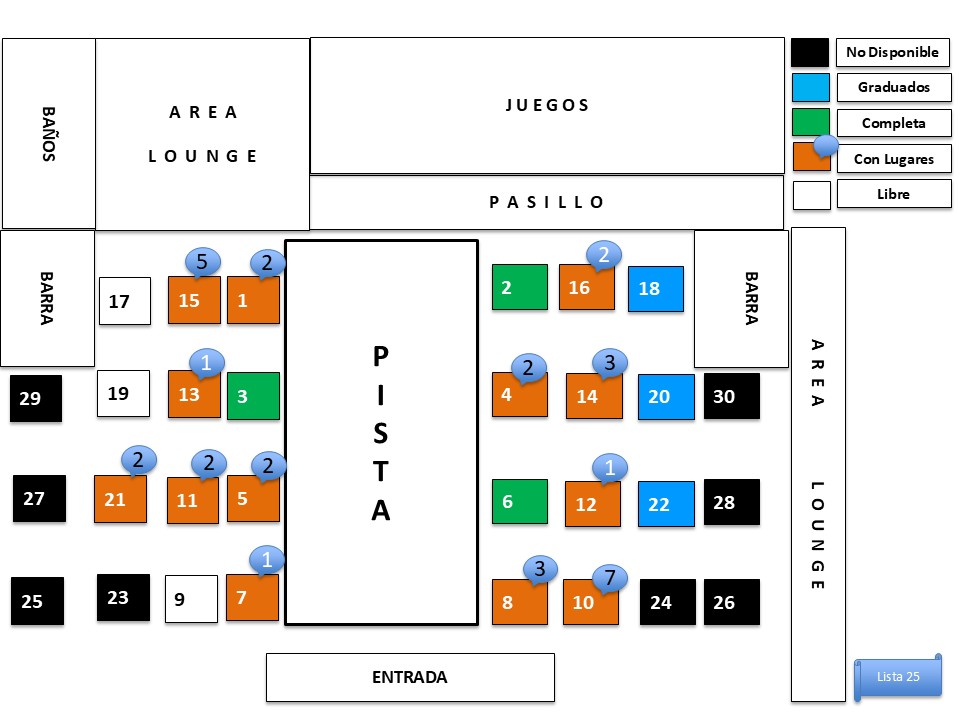 BAÑOS
AREA
LOUNGE
JUEGOS
PASILLO
No Disponible
Graduados
Completa
Con Lugares
Libre
BARRA
BARRA
5
2
2
17
15
1
2
16
18
PISTA
AREA LOUNGE
1
2
3
29
19
13
3
4
14
20
30
2
2
2
1
27
21
11
5
6
12
22
28
1
3
7
25
23
9
7
8
10
24
26
ENTRADA
Lista 25